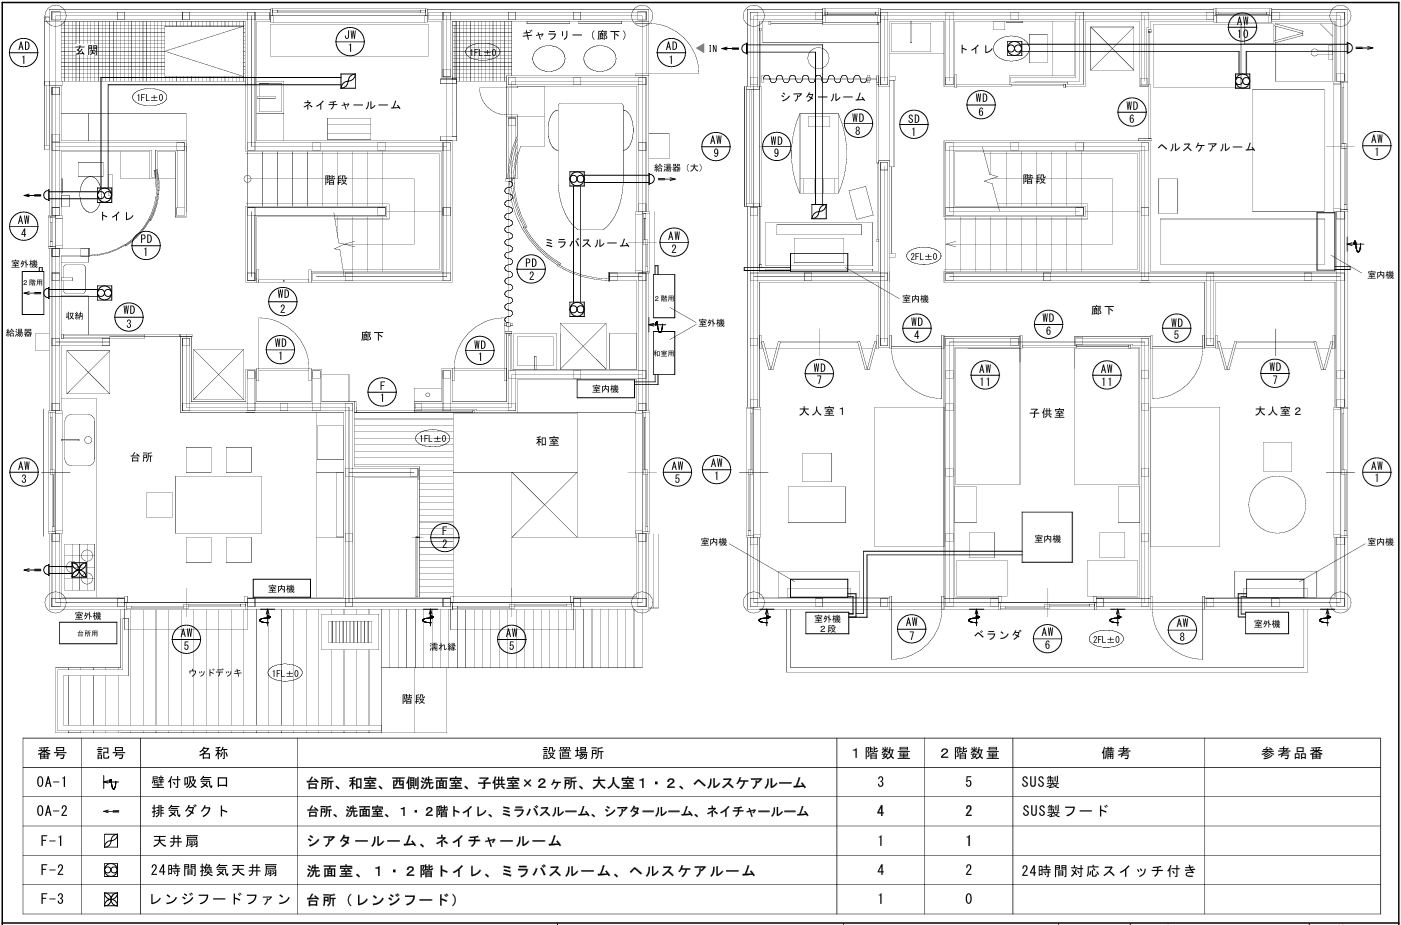 玄関
AD
1
JW
1
ネイチャールーム
1FL±0
1FL±0
ギャラリー（廊下）
AD
1
IN
トイレ
AW
4
PD
1
階段
給湯器（大）
AW
9
ミラバスルーム
AW
2
PD
2
室外機
２階用
収納
WD
3
WD
2
給湯器
廊下
WD
1
WD
1
２階用
室外機
和室用
室内機
F
1
1FL±0
和室
台所
AW
3
AW
5
F
2
室内機
室外機
台所用
AW
5
AW
5
ウッドデッキ
1FL±0
濡れ縁
階段
トイレ
AW
10
シアタールーム
WD
8
WD
9
SD
1
WD
6
WD
6
ヘルスケアルーム
AW
1
階段
2FL±0
室内機
室内機
廊下
WD
4
WD
6
WD
5
WD
7
AW
11
AW
11
WD
7
大人室１
子供室
大人室２
AW
1
AW
1
室内機
室内機
室内機
室外機
２段
AW
7
ベランダ
AW
6
2FL±0
AW
8
室外機
番号 記号 名称 設置場所 １階数量 ２階数量 備考 参考品番
OA-1 壁付吸気口 台所、和室、西側洗面室、子供室×２ヶ所、大人室１・２、ヘルスケアルーム 3 5 SUS製
OA-2 排気ダクト 台所、洗面室、１・２階トイレ、ミラバスルーム、シアタールーム、ネイチャールーム 4 2 SUS製フード
F-1 天井扇 シアタールーム、ネイチャールーム 1 1
F-2 24時間換気天井扇 洗面室、１・２階トイレ、ミラバスルーム、ヘルスケアルーム 4 2 24時間対応スイッチ付き
F-3 レンジフードファン 台所（レンジフード） 1 0